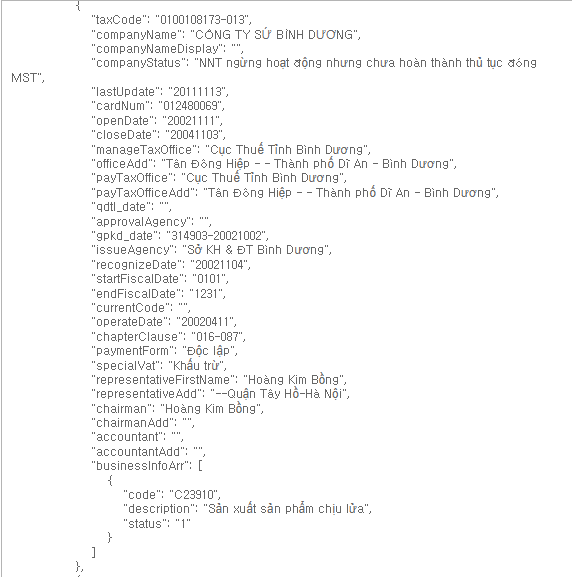 {
"taxCode": "0100108173-013",
"companyName": "CÔNG TY SỨ BÌNH DƯƠNG",
"companyNameDisplay": "",
"companyStatus": "NNT ngừng hoạt động nhưng chưa hoàn thành thủ tục đóng
MST",
"lastUpdate": "20111113",
"cardNum": "012480069",
"openDate": "20021111",
"closeDate": "20041103",
"manageTaxOffice": "Cục Thuế Tỉnh Bình Dương",
"officeAdd": "Tân Đông Hiệp - - Thành phố Dĩ An - Bình Dương",
"payTaxOffice": "Cục Thuế Tỉnh Bình Dương",
"payTaxOfficeAdd": "Tân Đông Hiệp - - Thành phố Dĩ An - Bình Dương",
"qdtl_date": "",
"approvalAgency": "",
"gpkd_date": "314903-20021002",
"issueAgency": "Sở KH & ĐT Bình Dương",
"recognizeDate": "20021104",
"startFiscalDate": "0101",
"endFiscalDate": "1231",
"currentCode": "",
"operateDate": "20020411",
"chapterClause": "016-087",
"paymentForm": "Độc lập",
"specialVat": "Khấu trừ",
"representativeFirstName": "Hoàng Kim Bồng",
"representativeAdd": "--Quận Tây Hồ-Hà Nội",
"chairman": "Hoàng Kim Bồng",
"chairmanAdd": "",
"accountant": "",
"accountantAdd": "",
"businessInfoArr": [
{
"code": "C23910",
"description": "Sản xuất sản phẩm chịu lửa",
"status": "1"
}
]
},